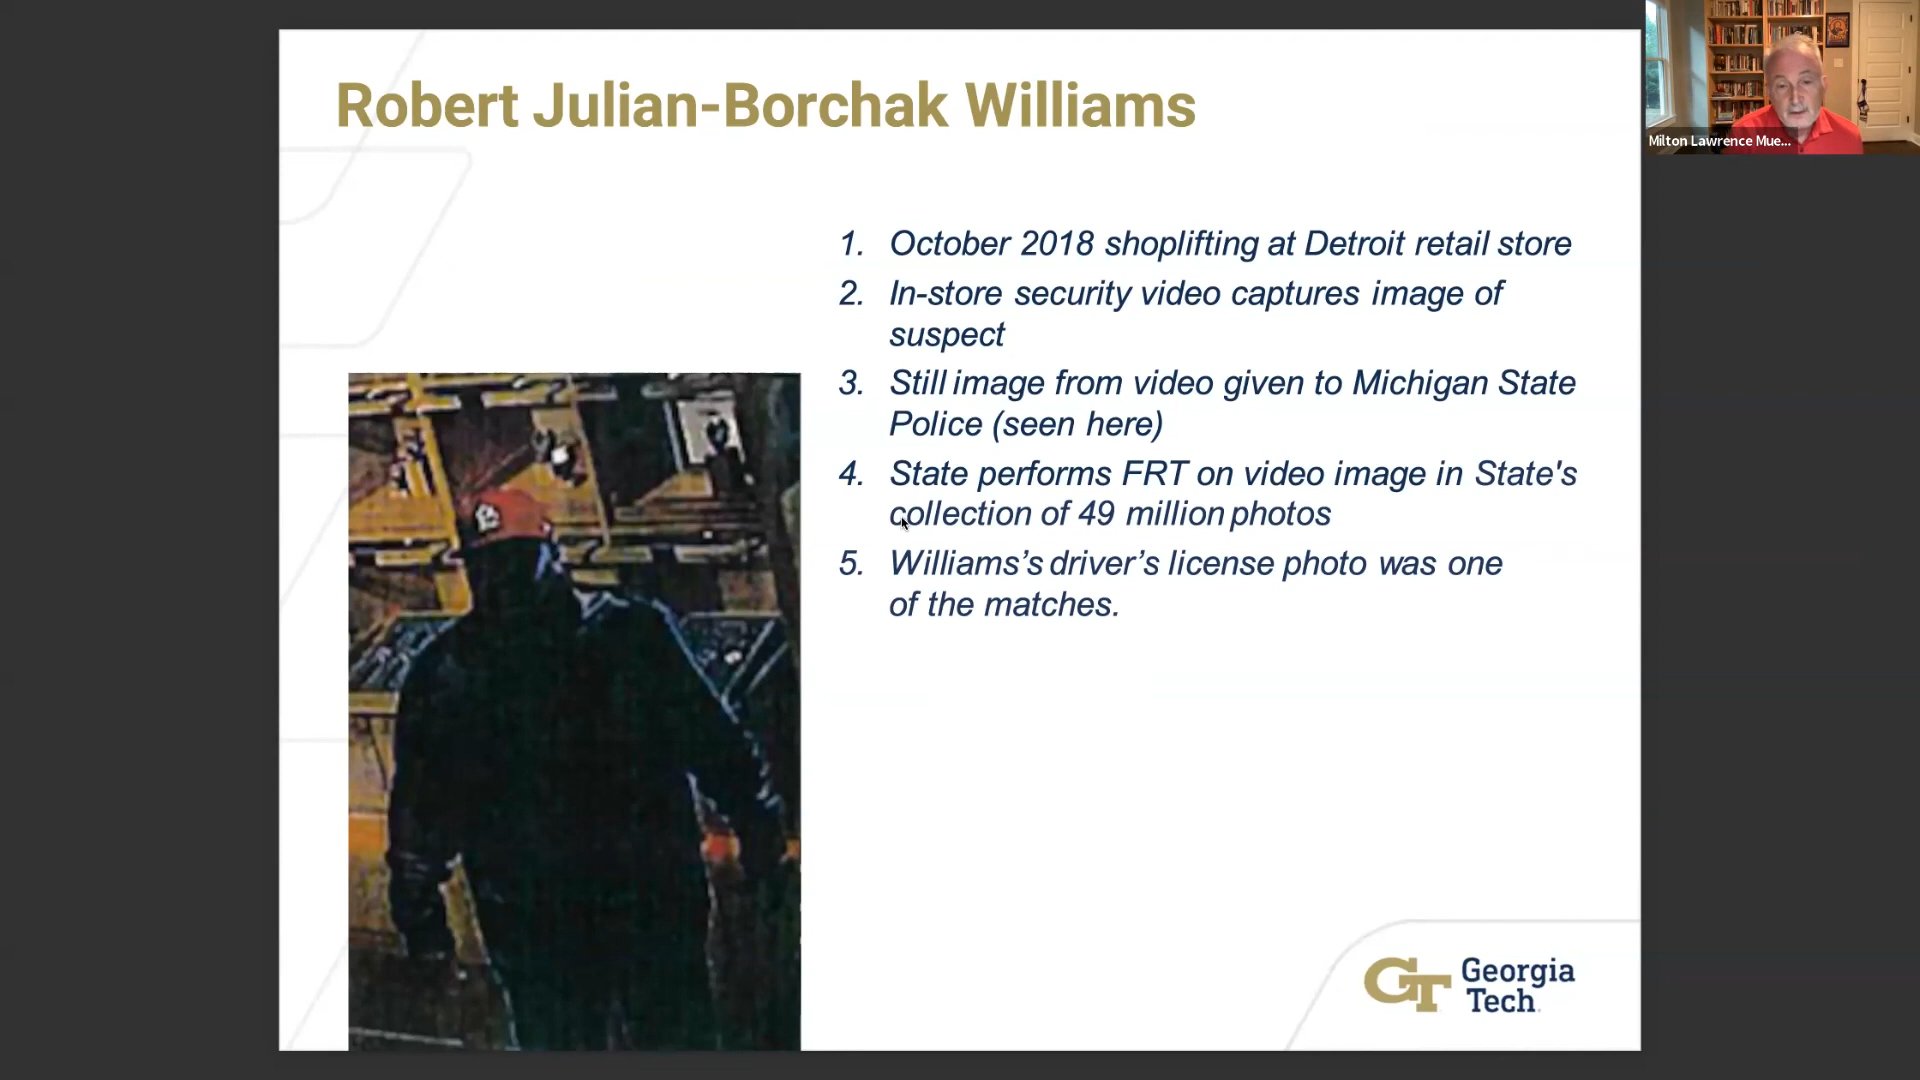 Robert Julian-Borchak Williams
Milton Lawrence Mue...
1. October 2018 shoplifting at Detroit retail store
2. In-store security video captures image of
suspect
3. Still image from video given to Michigan State
Police (seen here)
4. State performs FRT on video image in State's
collection of 49 million photos
5. Williams’s driver’s license photo was one
of the matches.
GT Georgia
Tech